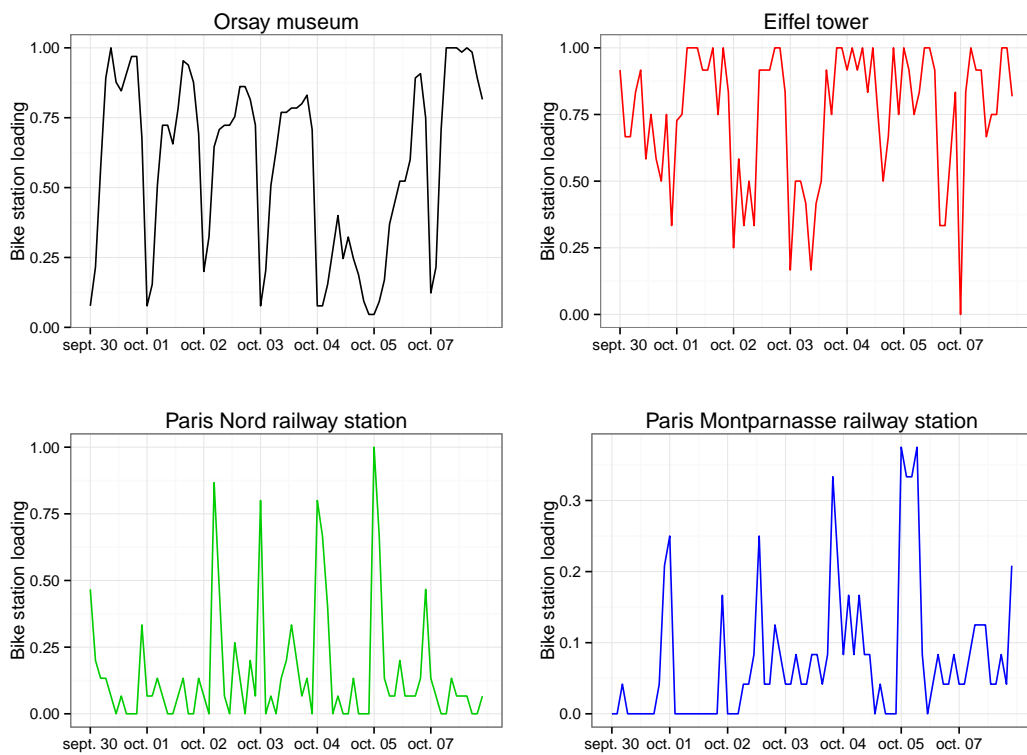 Orsay museum
Bike station loading
1.00
0.75
0.50
0.25
0.00
sept. 30 oct. 01 oct. 02 oct. 03 oct. 04 oct. 05 oct. 07
Eiffel tower
Bike station loading
1.00
0.75
0.50
0.25
0.00
sept. 30 oct. 01 oct. 02 oct. 03 oct. 04 oct. 05 oct. 07
Paris Nord railway station
Bike station loading
1.00
0.75
0.50
0.25
0.00
sept. 30 oct. 01 oct. 02 oct. 03 oct. 04 oct. 05 oct. 07
Paris Montparnasse railway station
Bike station loading
0.3
0.2
0.1
0.0
sept. 30 oct. 01 oct. 02 oct. 03 oct. 04 oct. 05 oct. 07